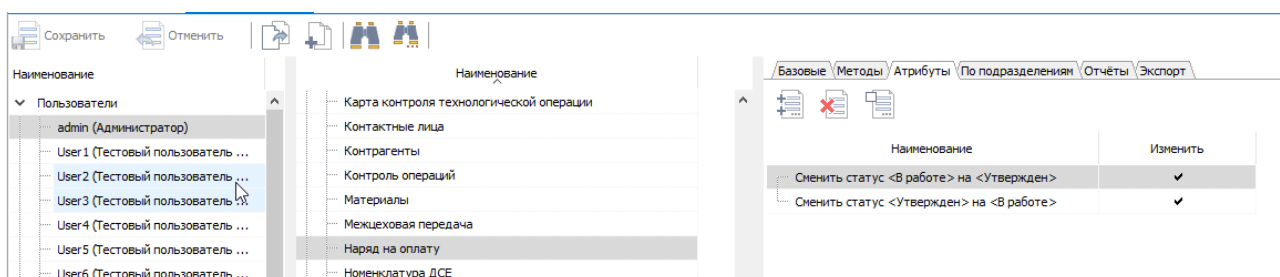 Сохранить Отменить
Наименование
Пользователи
admin (Администратор)
User1 (Тестовый пользователь ...
User2 (Тестовый пользователь ...
User3 (Тестовый пользователь ...
User4 (Тестовый пользователь ...
User5 (Тестовый пользователь ...
User6 (Тестовый пользователь ...
Наименование
Карта контроля технологической операции
Контактные лица
Контрагенты
Контроль операций
Материалы
Межцеховая передача
Наряд на оплату
Номенклатура ДСЕ
Базовые Методы Атрибуты По подразделениям Отчёты Экспорт
Наименование Изменить
Сменить статус <В работе> на <Утвержден>
Сменить статус <Утвержден> на <В работе>